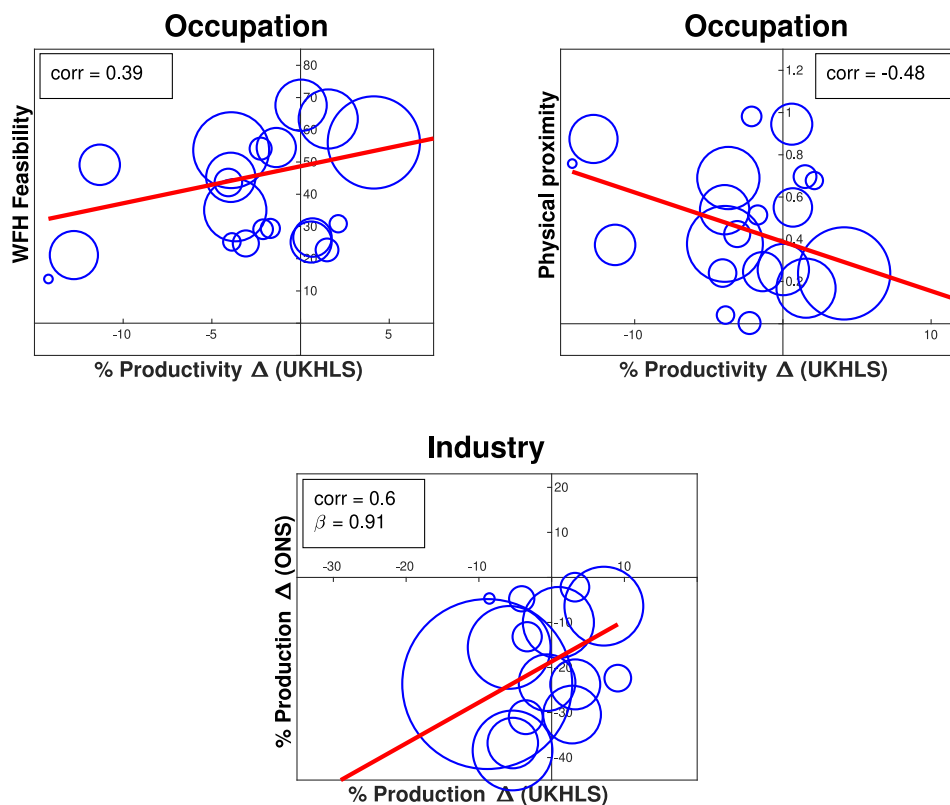 Occupation
corr = 0.39
WFH Feasibility
80
70
60
50
40
30
20
10
-10
-5
0
5
% Productivity Δ (UKHLS)
Occupation
corr = -0.48
Physical proximity
1.2
1
0.8
0.6
0.4
0.2
-10
0
10
% Productivity Δ (UKHLS)
Industry
corr = 0.6
β = 0.91
% Production Δ (ONS)
20
10
-30
-20
-10
0
10
-10
-20
-30
-40
% Production Δ (UKHLS)